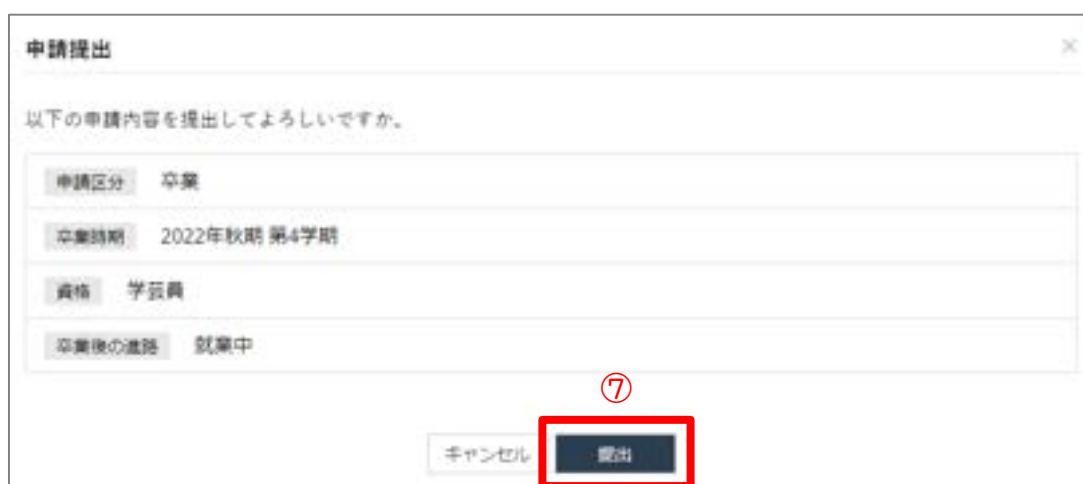 申請提出
以下の申請内容を提出してよろしいですか。
申請区分 卒業
卒業時期 2022年秋期 第4学期
資格 学芸員
卒業後の進路 就業中
⑦
キャンセル 提出